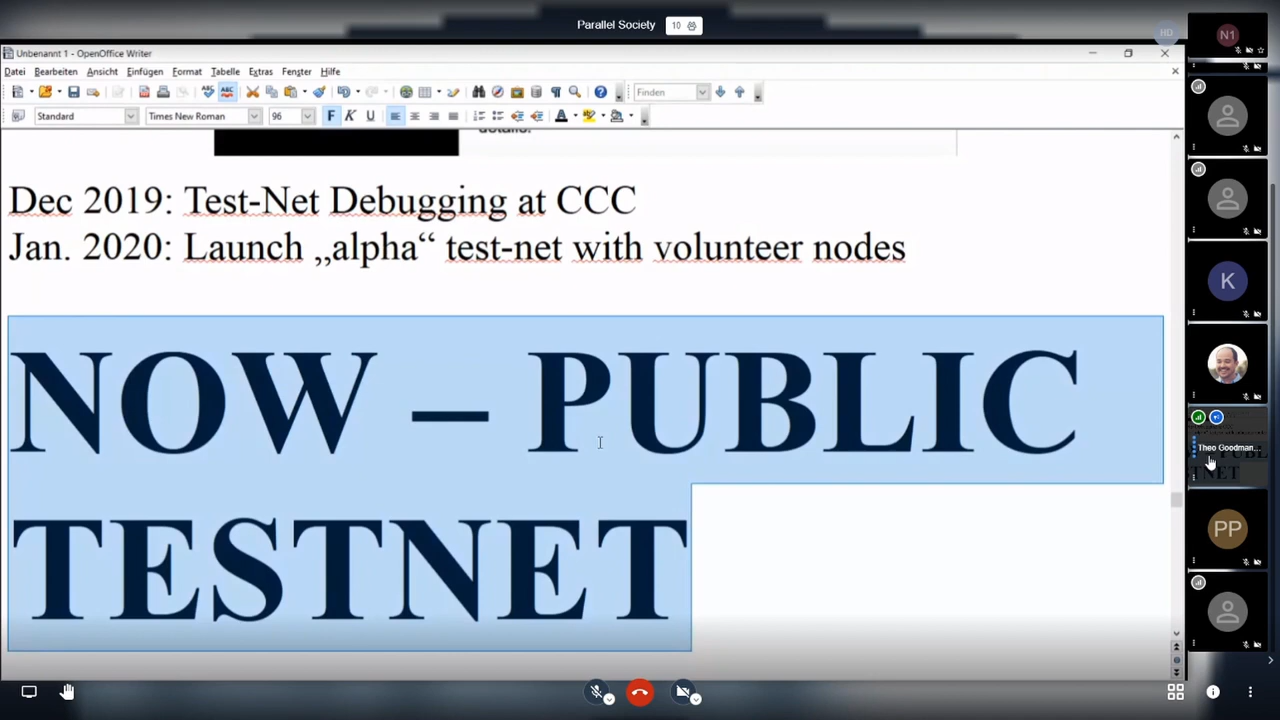 Parallel Society
10
HD
N1
Unbenannt 1 - OpenOffice Writer
Datei Bearbeiten Ansicht Einfügen Format Tabelle Extras Fenster Hilfe
Finden
Standard Times New Roman 96 F K U
details.
Dec 2019: Test-Net Debugging at CCC
Jan. 2020: Launch „alpha“ test-net with volunteer nodes
NOW – PUBLIC
TESTNET
K
Theo Goodman...
PP